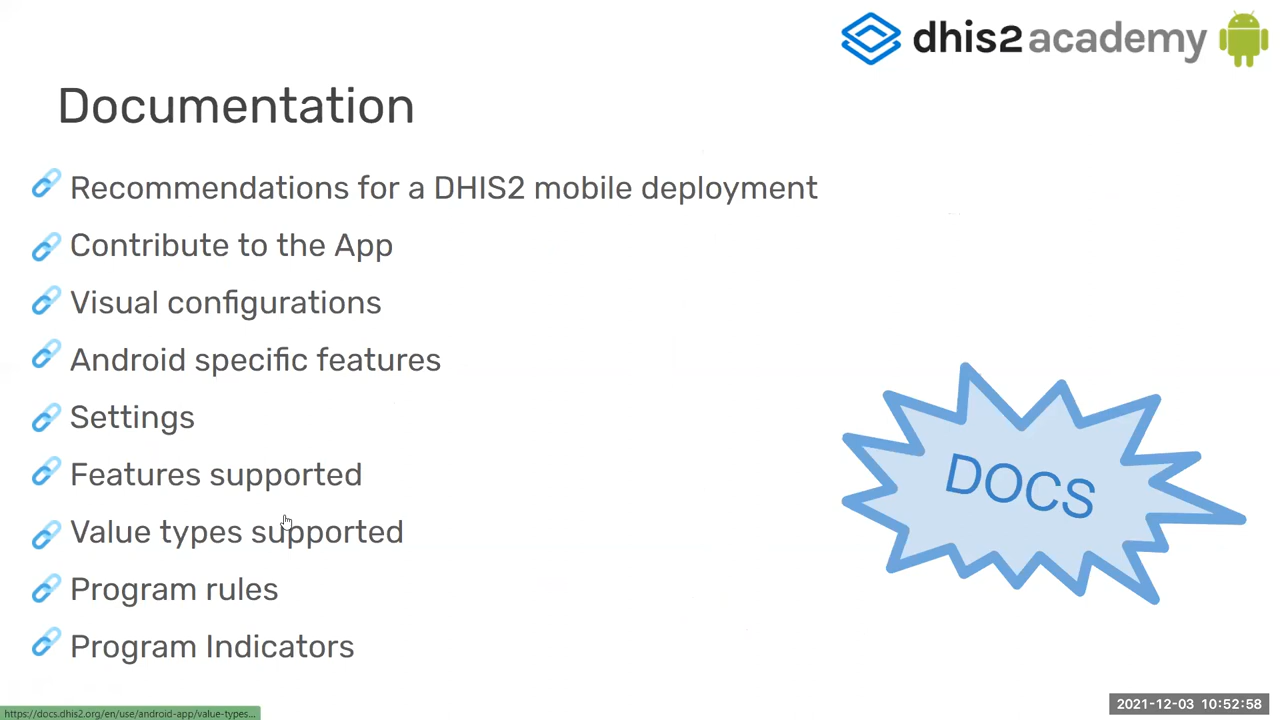 dhis2 academy
Documentation
Recommendations for a DHIS2 mobile deployment
Contribute to the App
Visual configurations
Android specific features
Settings
Features supported
Value types supported
Program rules
Program Indicators
DOCS
2021-12-03 10:52:58
https://docs.dhis2.org/en/use/android-app/value-types...